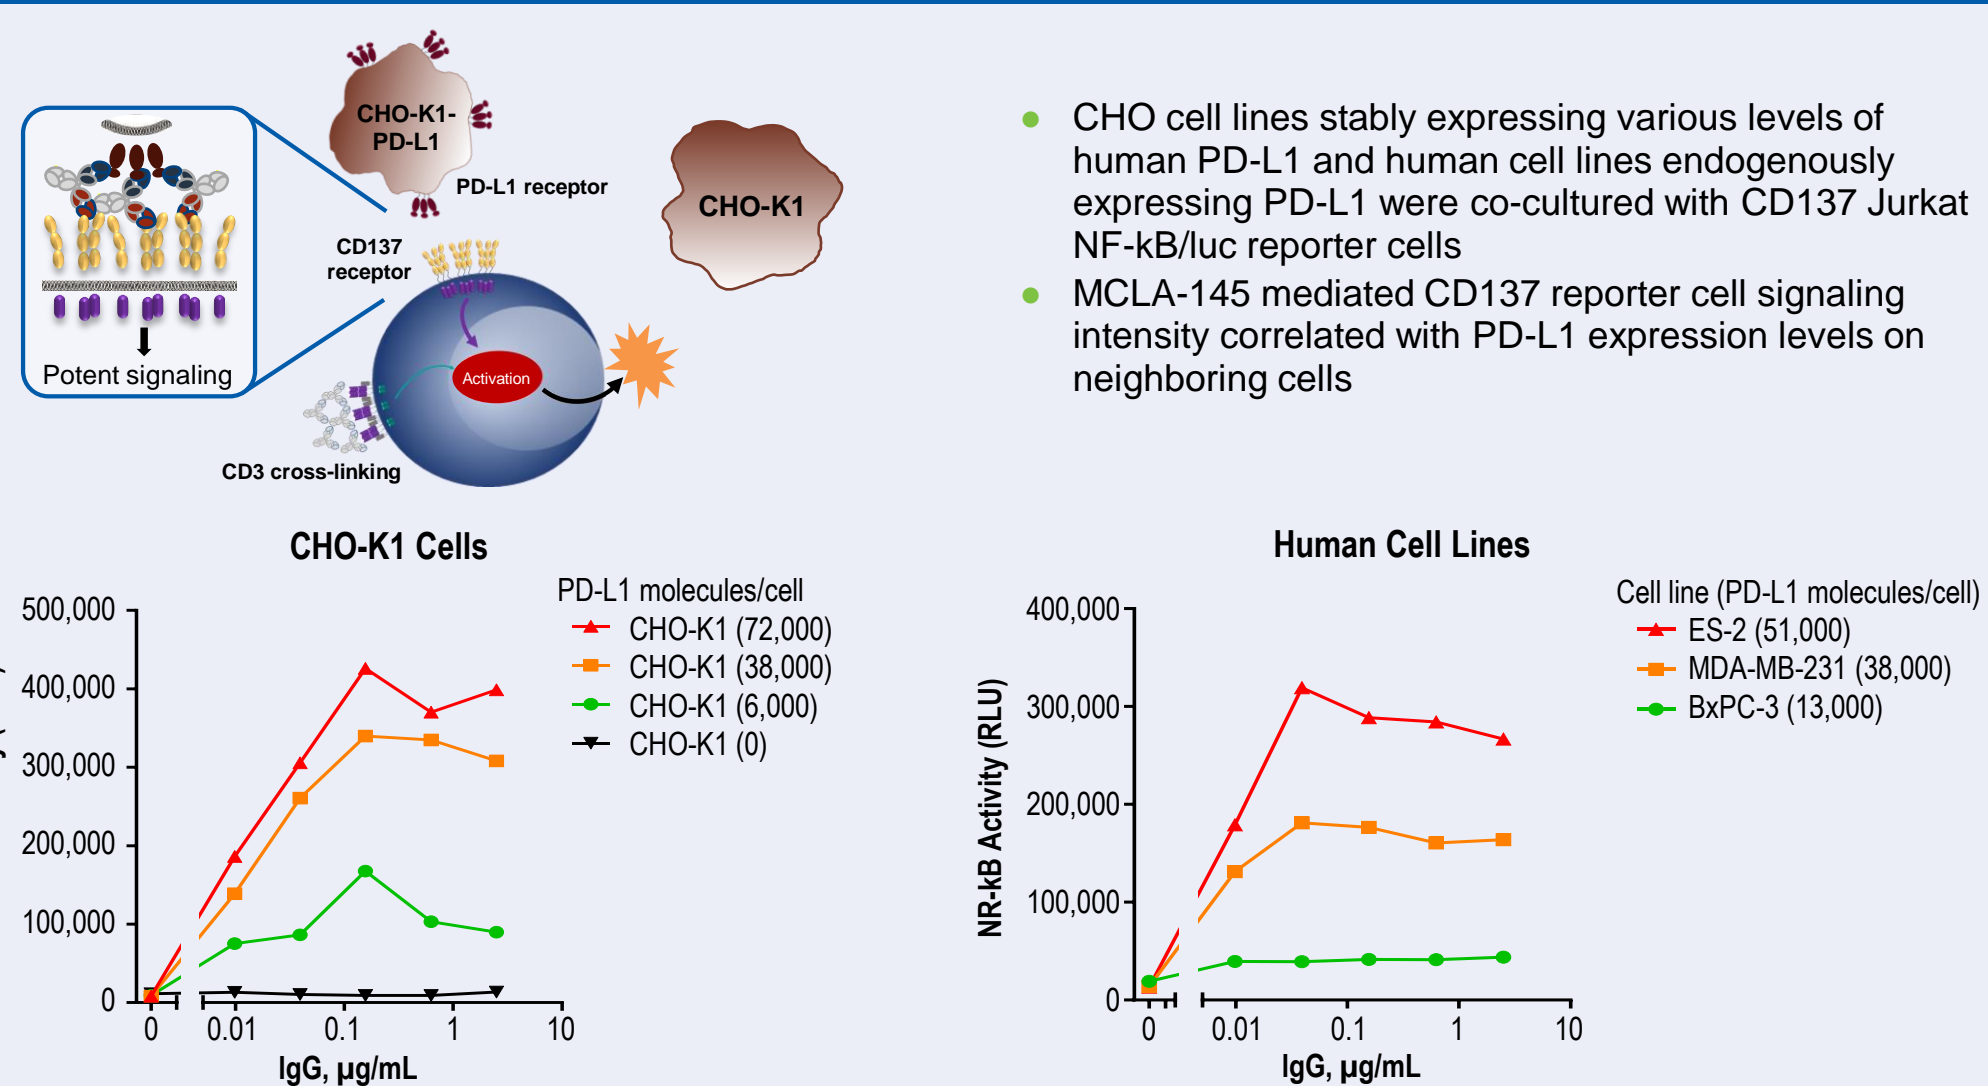 CHO-K1-
PD-L1
PD-L1 receptor
CHO-K1
CD137
receptor
Activation
Potent signaling
CD3 cross-linking
CHO cell lines stably expressing various levels of
human PD-L1 and human cell lines endogenously
expressing PD-L1 were co-cultured with CD137 Jurkat
NF-kB/luc reporter cells
MCLA-145 mediated CD137 reporter cell signaling
intensity correlated with PD-L1 expression levels on
neighboring cells
CHO-K1 Cells
PD-L1 molecules/cell
CHO-K1 (72,000)
CHO-K1 (38,000)
CHO-K1 (6,000)
CHO-K1 (0)
500,000
400,000
300,000
200,000
100,000
0
0 0.01 0.1 1 10
IgG, µg/mL
Human Cell Lines
Cell line (PD-L1 molecules/cell)
ES-2 (51,000)
MDA-MB-231 (38,000)
BxPC-3 (13,000)
NR-kB Activity (RLU)
400,000
300,000
200,000
100,000
0
0 0.01 0.1 1 10
IgG, µg/mL